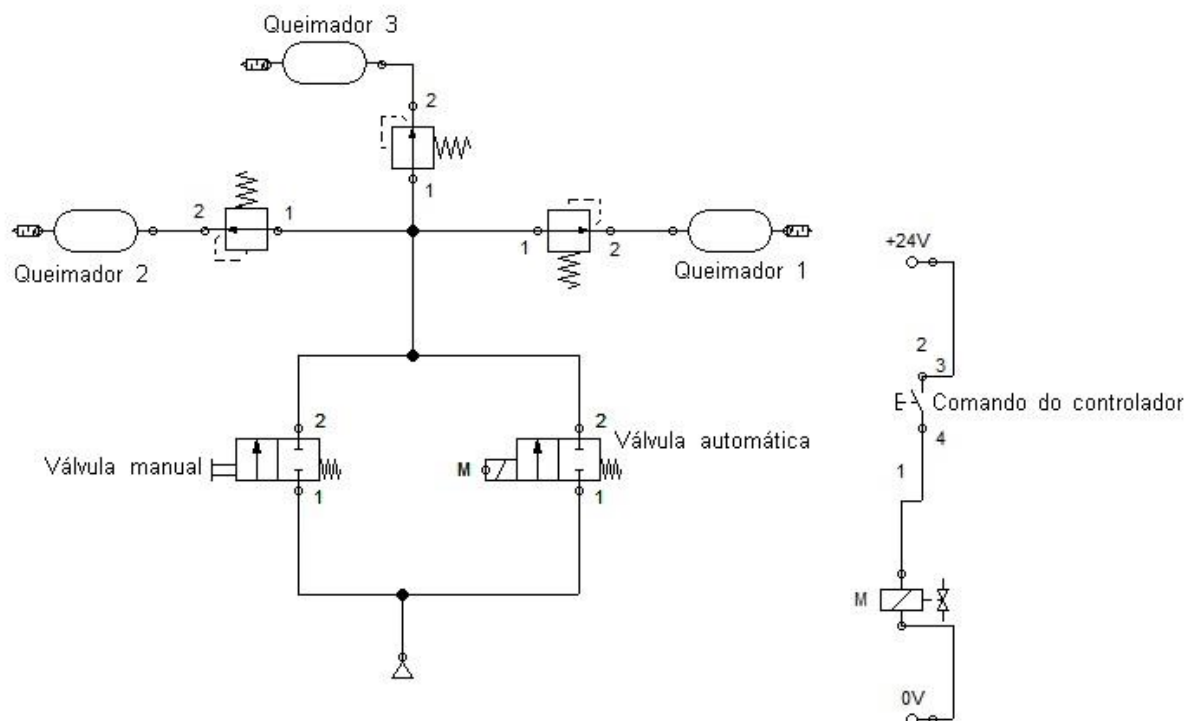 Queimador 3
2
1
2
1
Queimador 2
1
2
Queimador 1
+24V
2
3
Comando do controlador
4
1
2
Válvula manual
1
M
2
Válvula automática
1
M
0V